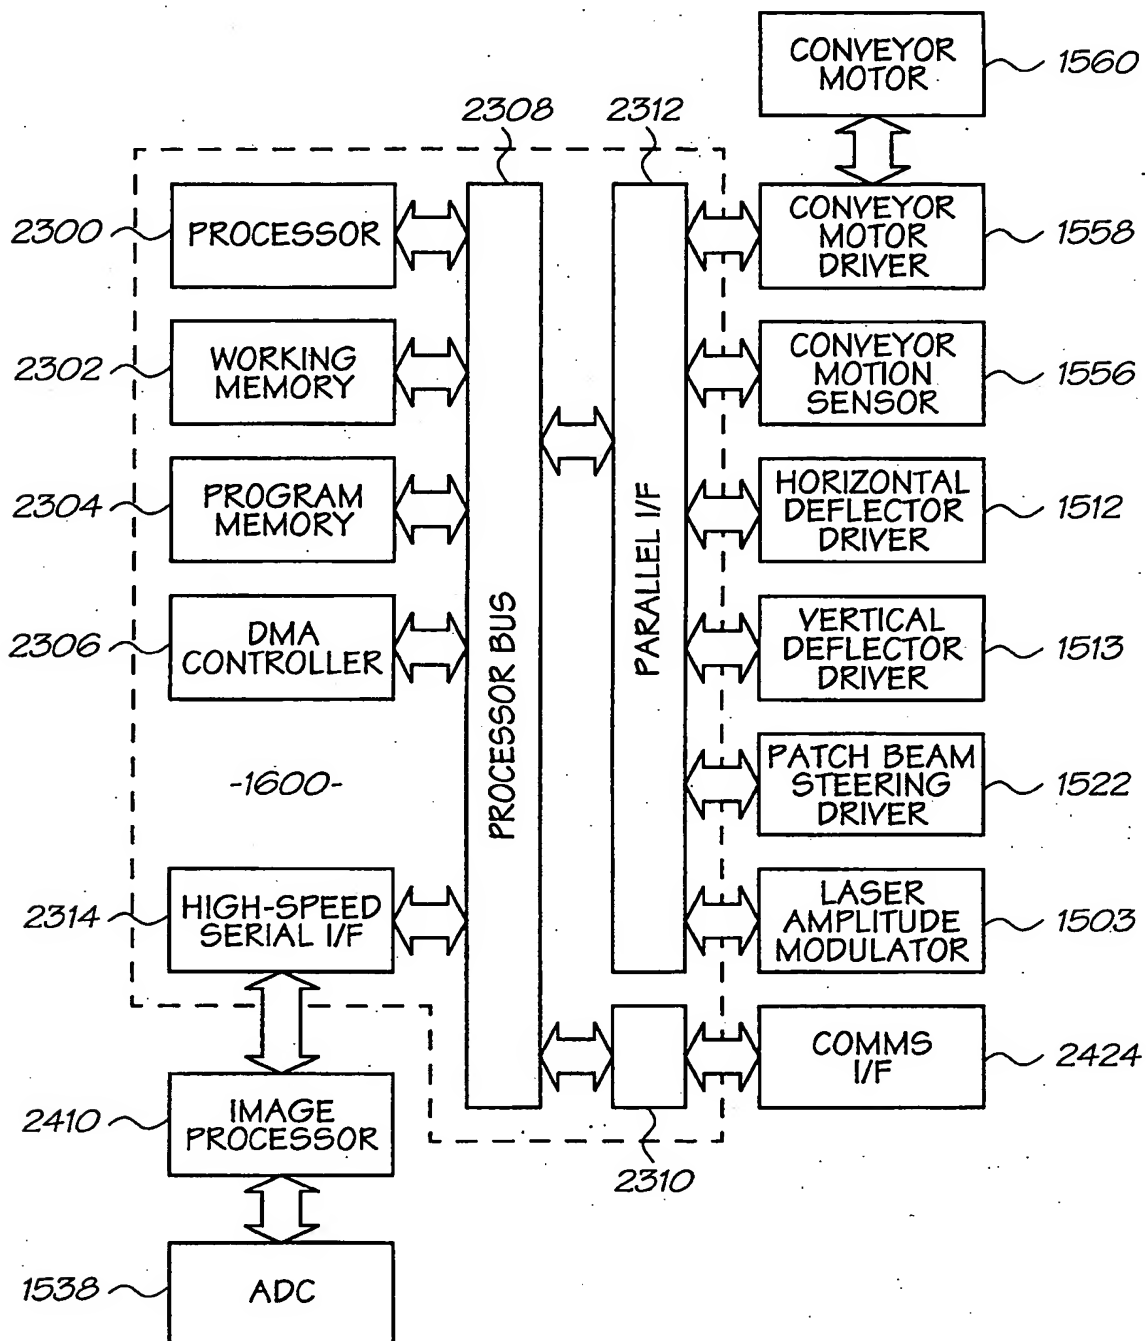 CONVEYOR
MOTOR
1560
2308
2312
2300
PROCESSOR
CONVEYOR
MOTOR
DRIVER
1558
2302
WORKING
MEMORY
CONVEYOR
MOTION
SENSOR
1556
2304
PROGRAM
MEMORY
HORIZONTAL
DEFLECTOR
DRIVER
1512
2306
DMA
CONTROLLER
PROCESSOR BUS
PARALLEL I/F
VERTICAL
DEFLECTOR
DRIVER
1513
-1600-
PATCH BEAM
STEERING
DRIVER
1522
2314
HIGH-SPEED
SERIAL I/F
LASER
AMPLITUDE
MODULATOR
1503
COMMS
I/F
2424
2410
IMAGE
PROCESSOR
2310
1538
ADC